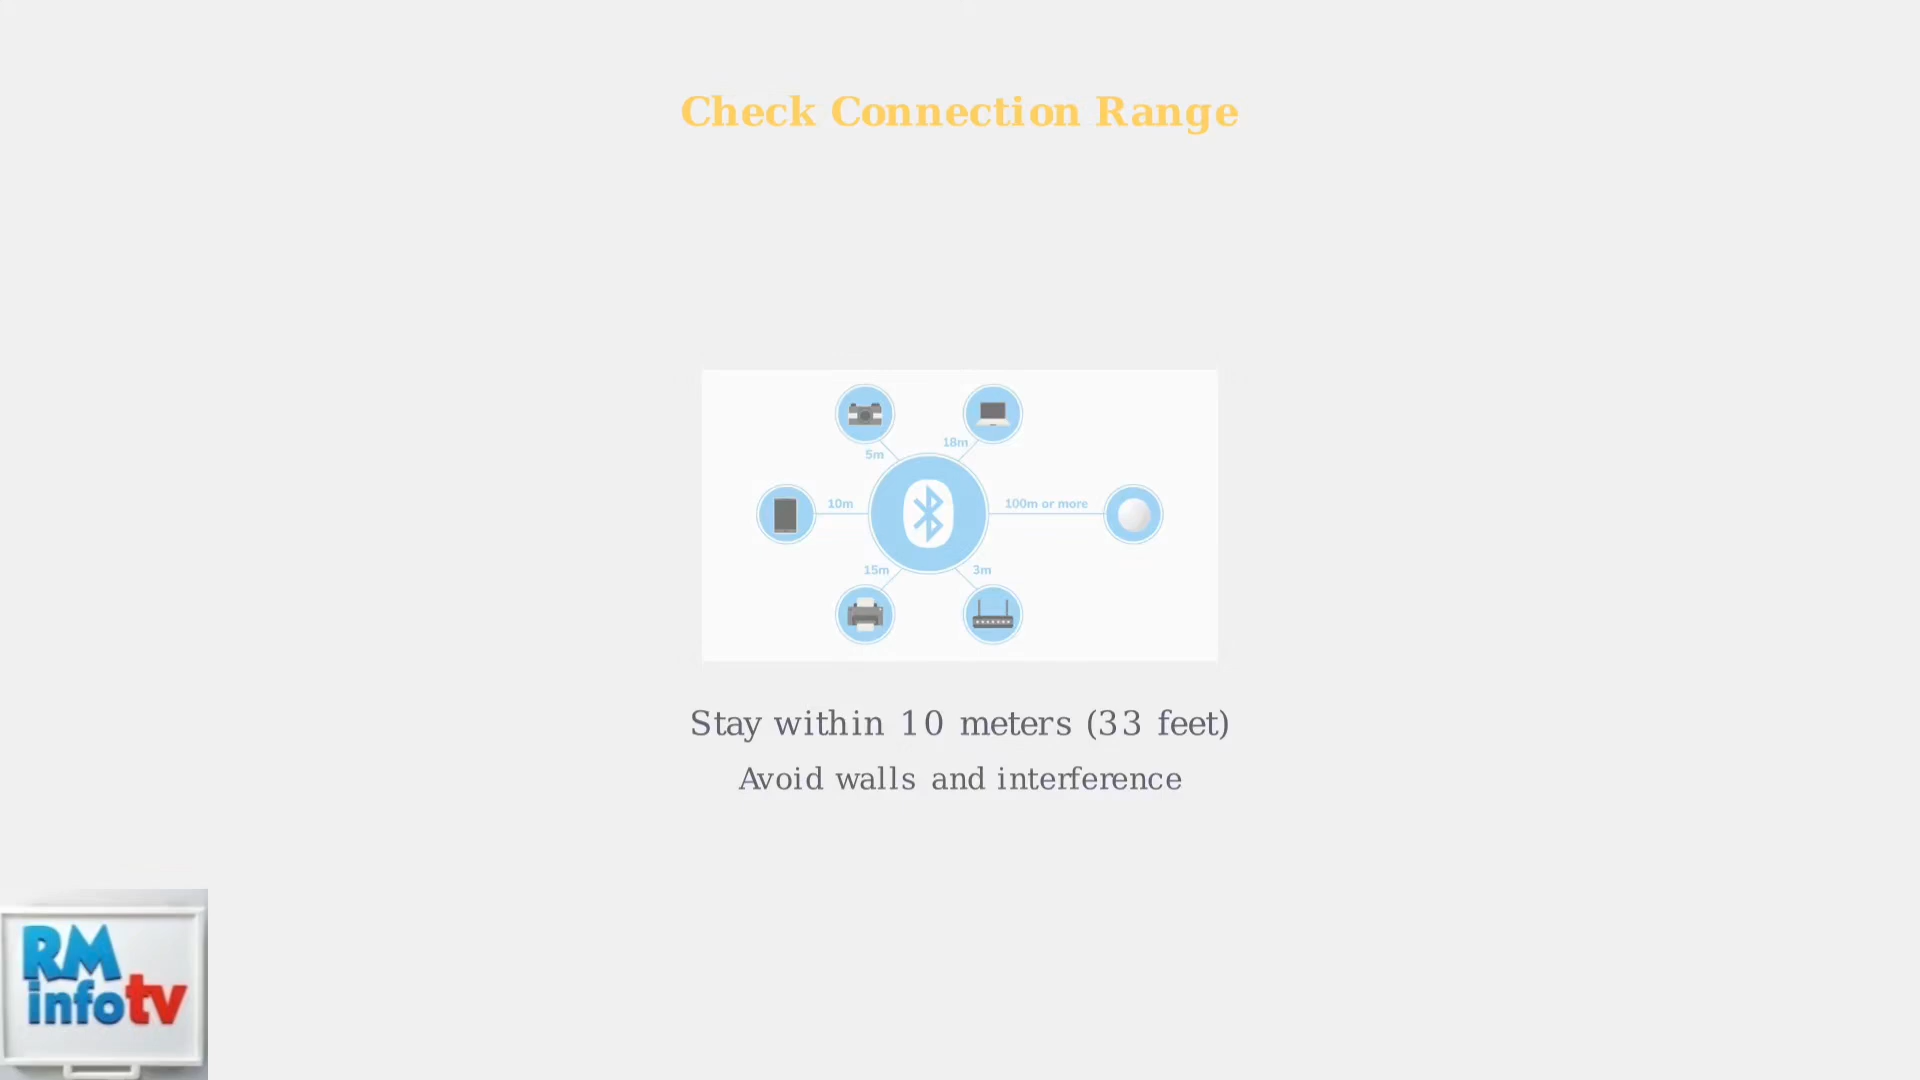 Check Connection Range
5m
18m
10m
100m or more
15m
3m
Stay within 10 meters (33 feet)
Avoid walls and interference
RM
infotv